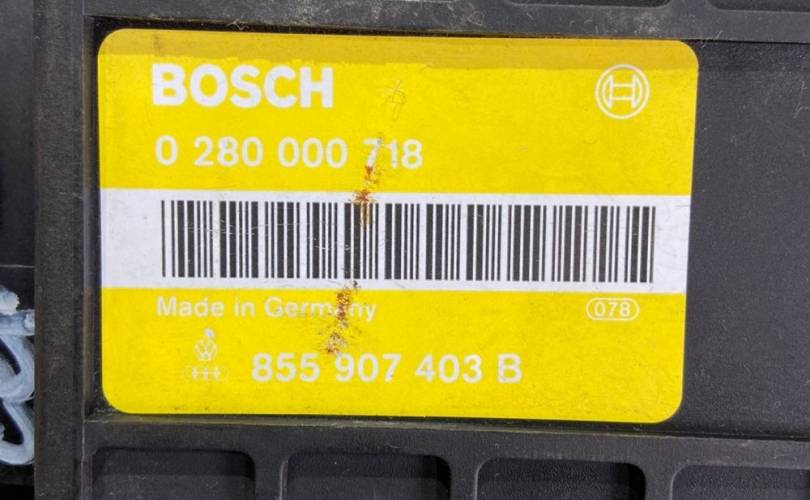 BOSCH
0 280 000 718
Made in Germany
078
855 907 403 B